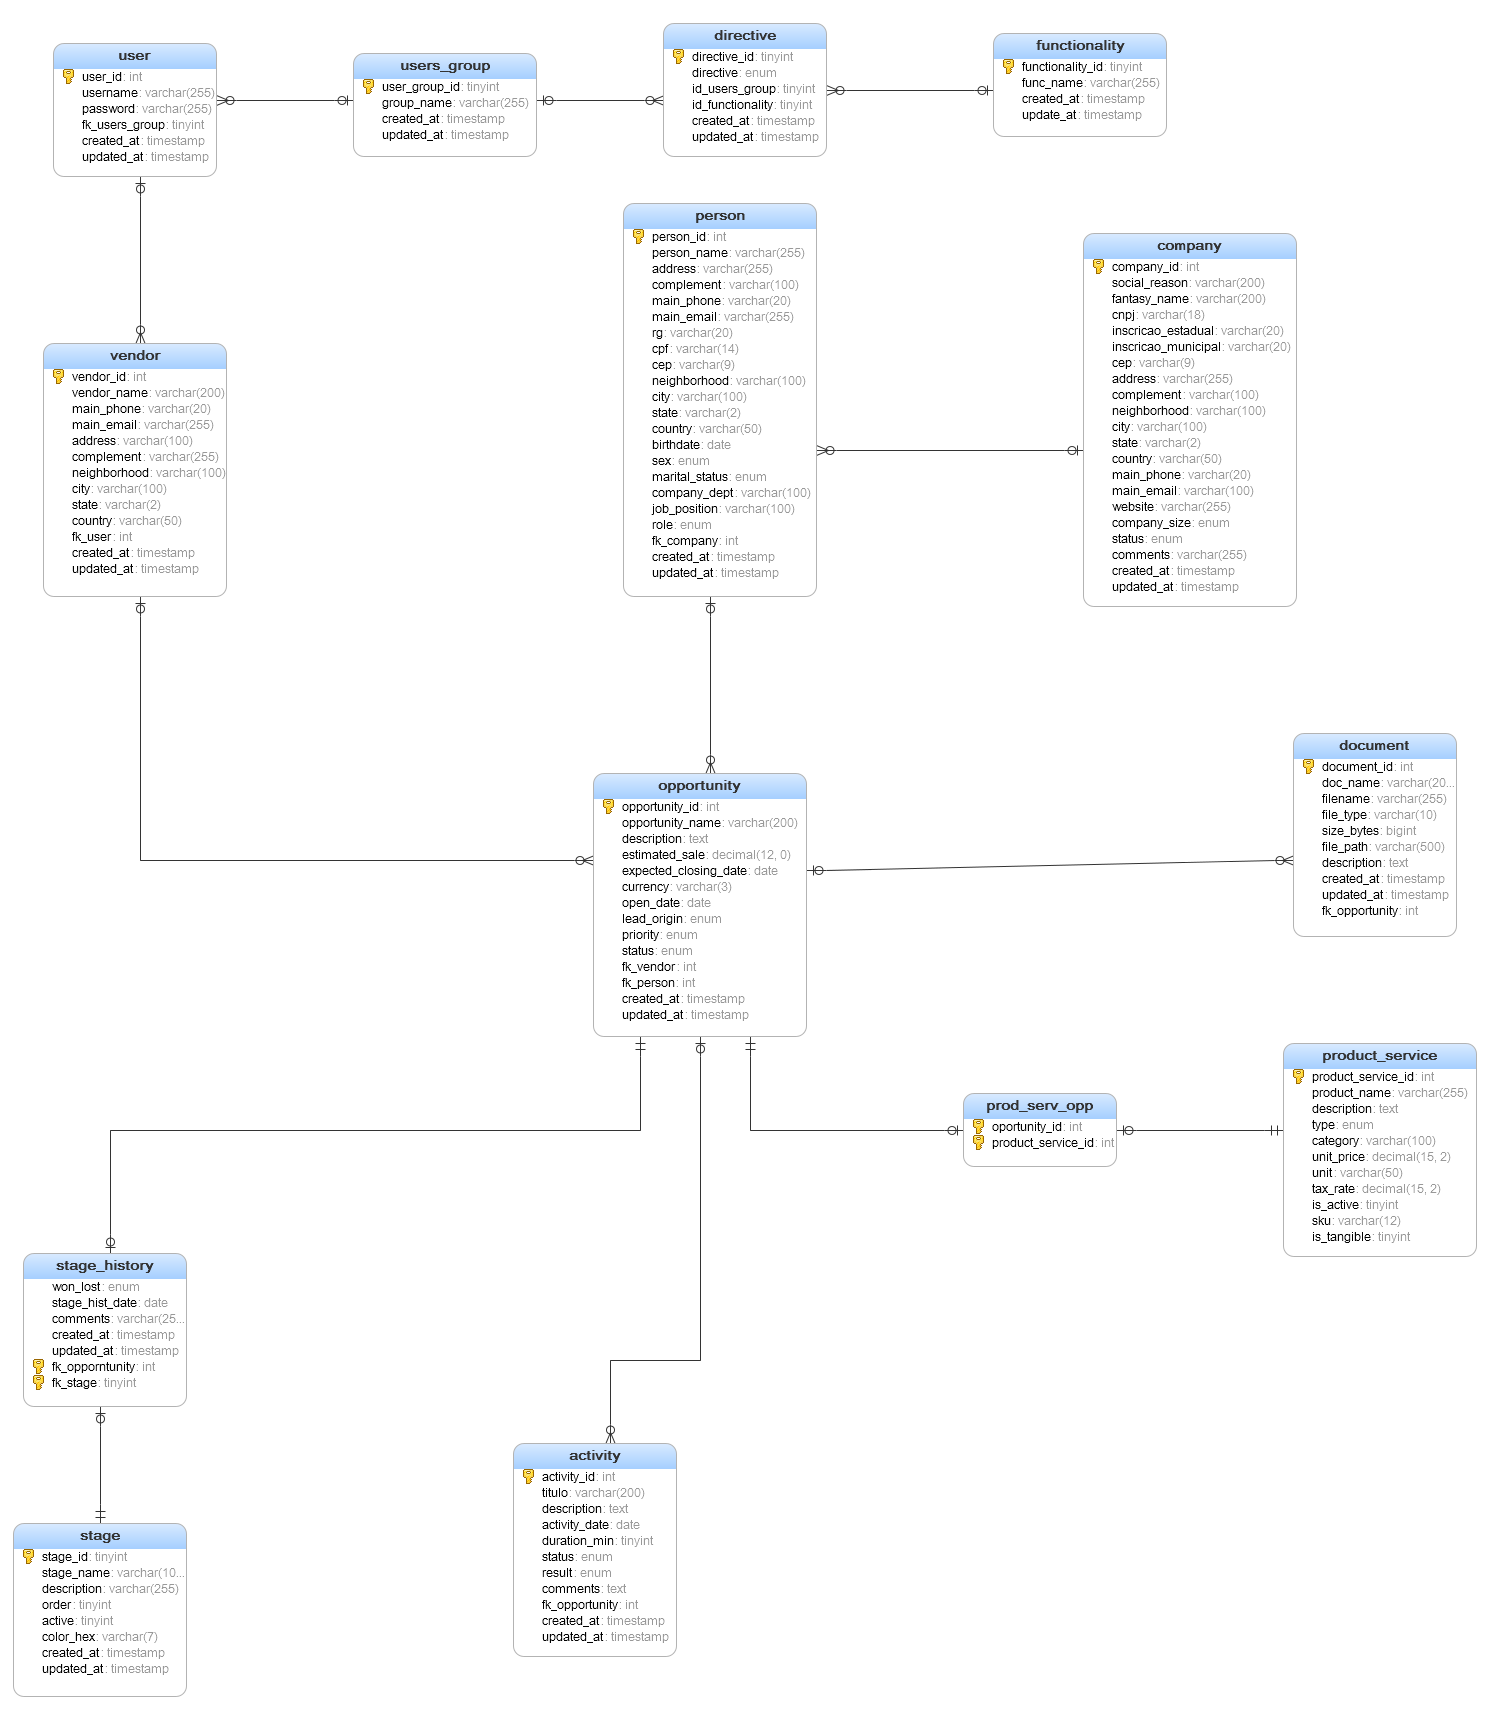 user
user_id: int
username: varchar(255)
password: varchar(255)
fk_users_group: tinyint
created_at: timestamp
updated_at: timestamp
users_group
user_group_id: tinyint
group_name: varchar(255)
created_at: timestamp
updated_at: timestamp
directive
directive_id: tinyint
directive: enum
id_users_group: tinyint
id_functionality: tinyint
created_at: timestamp
updated_at: timestamp
functionality
functionality_id: tinyint
func_name: varchar(255)
created_at: timestamp
update_at: timestamp
person
person_id: int
person_name: varchar(255)
address: varchar(255)
complement: varchar(100)
main_phone: varchar(20)
main_email: varchar(255)
rg: varchar(20)
cpf: varchar(14)
cep: varchar(9)
neighborhood: varchar(100)
city: varchar(100)
state: varchar(2)
country: varchar(50)
birthdate: date
sex: enum
marital_status: enum
company_dept: varchar(100)
job_position: varchar(100)
role: enum
fk_company: int
created_at: timestamp
updated_at: timestamp
company
company_id: int
social_reason: varchar(200)
fantasy_name: varchar(200)
cnpj: varchar(18)
inscricao_estadual: varchar(20)
inscricao_municipal: varchar(20)
cep: varchar(9)
address: varchar(255)
complement: varchar(100)
neighborhood: varchar(100)
city: varchar(100)
state: varchar(2)
country: varchar(50)
main_phone: varchar(20)
main_email: varchar(100)
website: varchar(255)
company_size: enum
status: enum
comments: varchar(255)
created_at: timestamp
updated_at: timestamp
vendor
vendor_id: int
vendor_name: varchar(200)
main_phone: varchar(20)
main_email: varchar(255)
address: varchar(100)
complement: varchar(255)
neighborhood: varchar(100)
city: varchar(100)
state: varchar(2)
country: varchar(50)
fk_user: int
created_at: timestamp
updated_at: timestamp
opportunity
opportunity_id: int
opportunity_name: varchar(200)
description: text
estimated_sale: decimal(12, 0)
expected_closing_date: date
currency: varchar(3)
open_date: date
lead_origin: enum
priority: enum
status: enum
fk_vendor: int
fk_person: int
created_at: timestamp
updated_at: timestamp
document
document_id: int
doc_name: varchar(20...
filename: varchar(255)
file_type: varchar(10)
size_bytes: bigint
file_path: varchar(500)
description: text
created_at: timestamp
updated_at: timestamp
fk_opportunity: int
prod_serv_opp
oportunity_id: int
product_service_id: int
product_service
product_service_id: int
product_name: varchar(255)
description: text
type: enum
category: varchar(100)
unit_price: decimal(15, 2)
unit: varchar(50)
tax_rate: decimal(15, 2)
is_active: tinyint
sku: varchar(12)
is_tangible: tinyint
stage_history
won_lost: enum
stage_hist_date: date
comments: varchar(25...
created_at: timestamp
updated_at: timestamp
fk_opporntunity: int
fk_stage: tinyint
activity
activity_id: int
titulo: varchar(200)
description: text
activity_date: date
duration_min: tinyint
status: enum
result: enum
comments: text
fk_opportunity: int
created_at: timestamp
updated_at: timestamp
stage
stage_id: tinyint
stage_name: varchar(10...
description: varchar(255)
order: tinyint
active: tinyint
color_hex: varchar(7)
created_at: timestamp
updated_at: timestamp